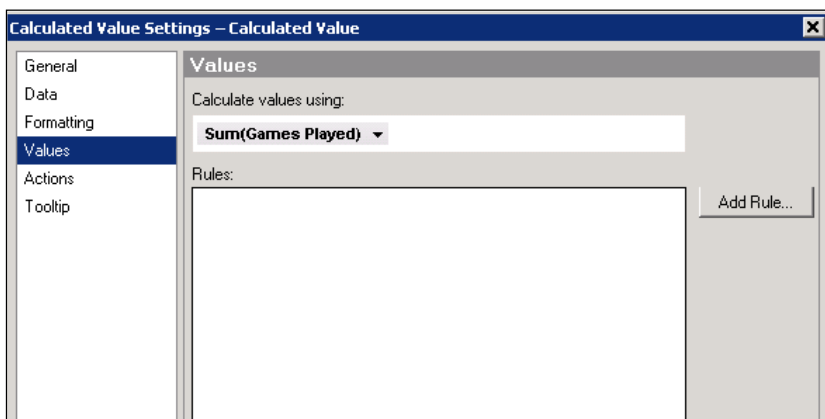 Calculated Value Settings – Calculated Value
General
Data
Formatting
Values
Actions
Tooltip
Values
Calculate values using:
Sum(Games Played)
Rules:
Add Rule...